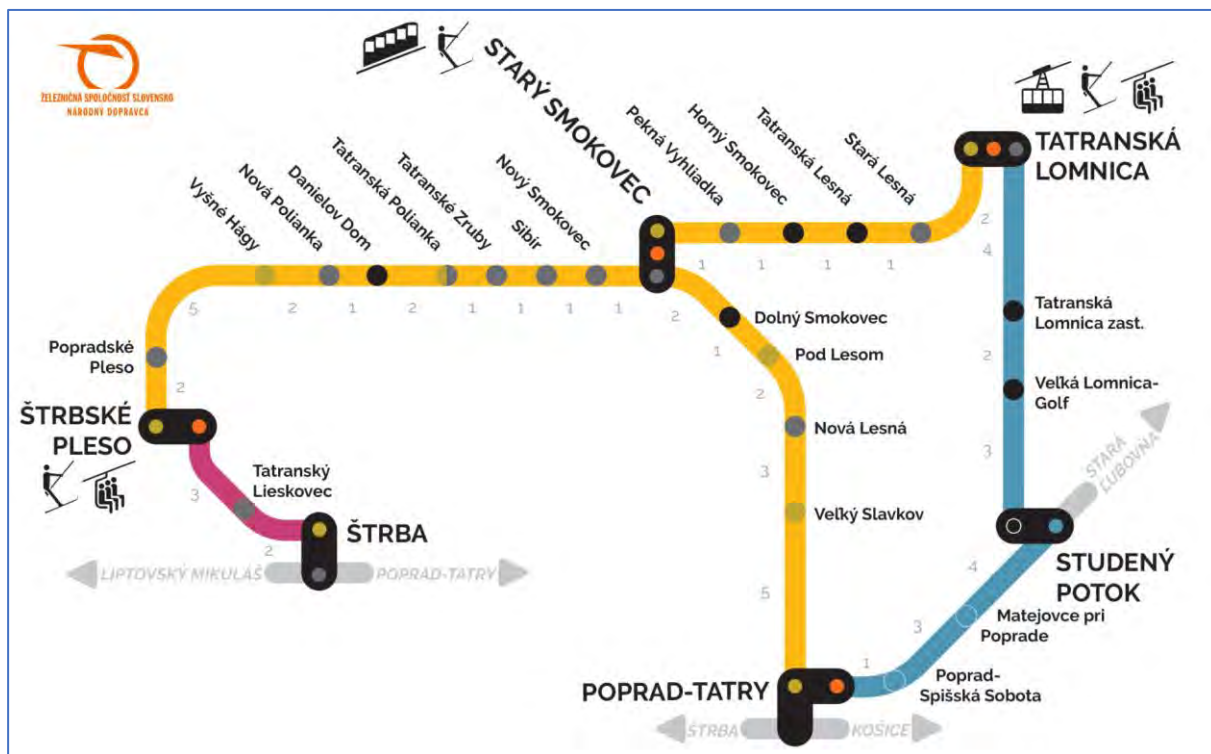 ŽELEZNIČNÁ SPOLOČNOSŤ SLOVENSKO
NÁRODNÝ DOPRAVCA
STARÝ SMOKOVEC
TATRANSKÁ
LOMNICA
Vyšné Hágy
Nová Polianka
Danielov Dom
Tatranská Polianka
Tatranské Zruby
Sibír
Nový Smokovec
Pekná Vyhliadka
Horný Smokovec
Tatranská Lesná
Stará Lesná
5
2
1
2
1
1
1
1
1
1
1
1
2
4
Popradské
Pleso
2
ŠTRBSKÉ
PLESO
3
Tatranský
Lieskovec
2
ŠTRBA
LIPTOVSKÝ MIKULÁŠ
POPRAD-TATRY
2
Dolný Smokovec
1
Pod Lesom
2
Nová Lesná
3
Veľký Slavkov
5
POPRAD-TATRY
ŠTRBA
KOŠICE
Tatranská
Lomnica zast.
2
Veľká Lomnica-
Golf
3
STARÁ
ĽUBOVŇA
STUDENÝ
POTOK
4
Matejovce pri
Poprade
3
1
Poprad-
Spišská Sobota